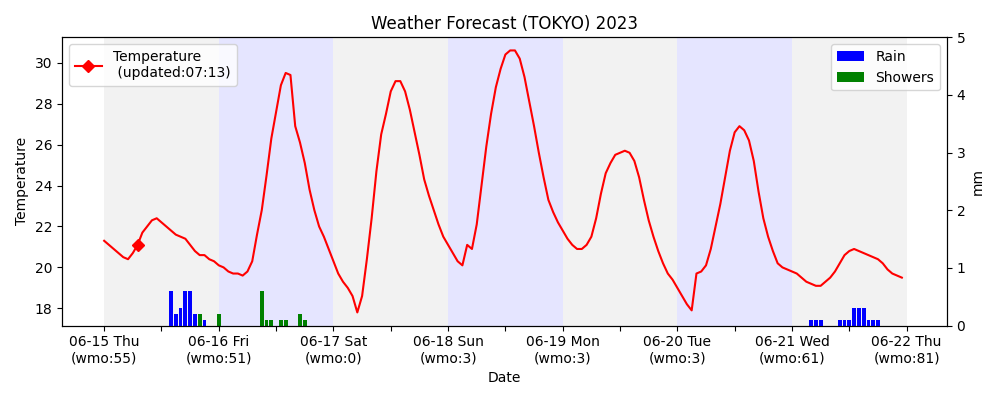 Weather Forecast (TOKYO) 2023
Temperature
(updated:07:13)
Rain
Showers
Temperature
30
28
26
24
22
20
18
5
4
3
2
1
0
mm
06-15 Thu
(wmo:55)
06-16 Fri
(wmo:51)
06-17 Sat
(wmo:0)
06-18 Sun
(wmo:3)
06-19 Mon
(wmo:3)
06-20 Tue
(wmo:3)
06-21 Wed
(wmo:61)
06-22 Thu
(wmo:81)
Date